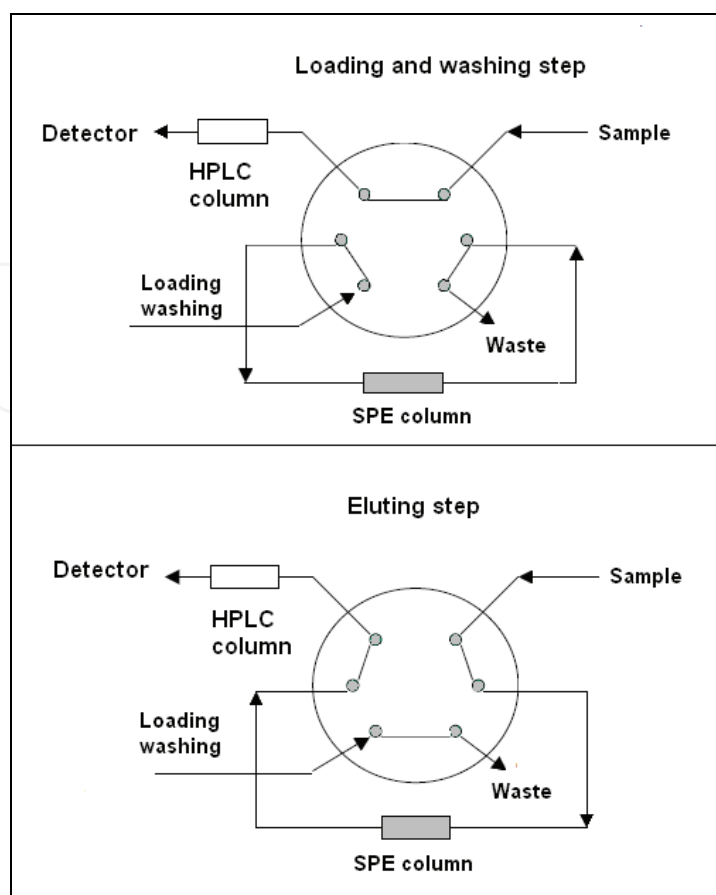 Loading and washing step
Detector
Sample
HPLC
column
Loading
washing
Waste
SPE column
Eluting step
Detector
Sample
HPLC
column
Loading
washing
Waste
SPE column